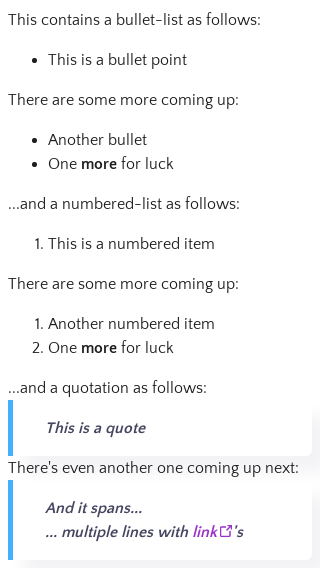 This contains a bullet-list as follows:
• This is a bullet point
There are some more coming up:
• Another bullet
• One more for luck
...and a numbered-list as follows:
1. This is a numbered item
There are some more coming up:
1. Another numbered item
2. One more for luck
...and a quotation as follows:
This is a quote
There's even another one coming up next:
And it spans...
... multiple lines with link's